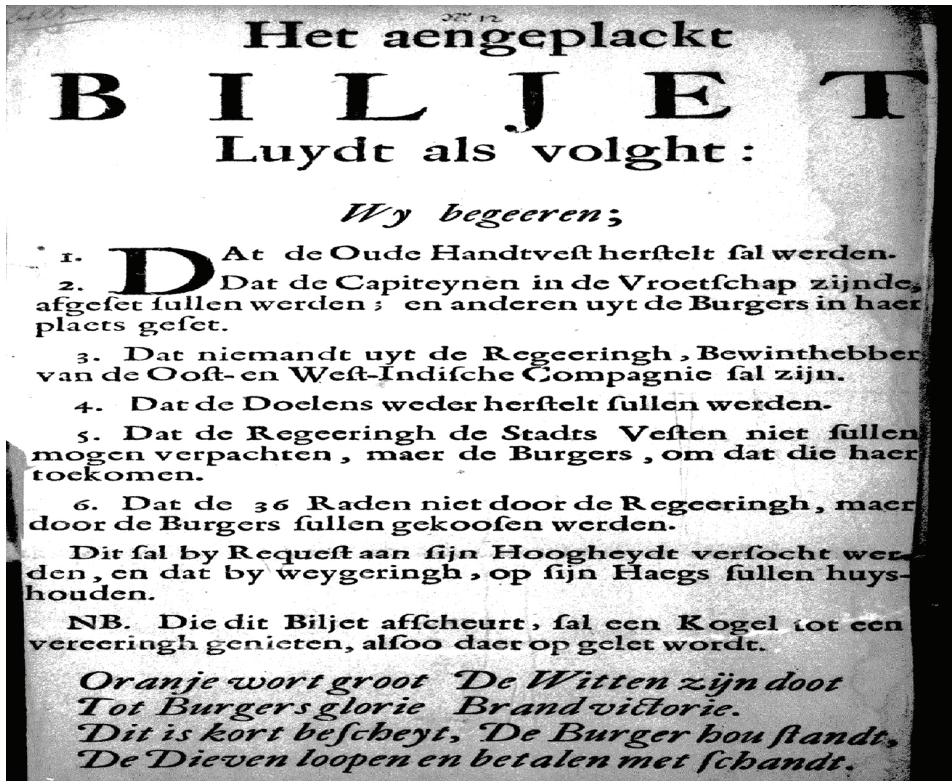 No 12
Het aengeplackt
BILJET
Luydt als volght:
Wy begeeren;
1. DAt de Oude Handtveſt herſtelt ſal werden.
2. Dat de Capiteynen in de Vroetſchap zijnde,
afgeſet ſullen werden; en anderen uyt de Burgers in haer
plaets geſet.
3. Dat niemandt uyt de Regeeringh, Bewinthebber
van de Ooſt- en Weſt-Indiſche Compagnie ſal zijn.
4. Dat de Doelens weder herſtelt ſullen werden.
5. Dat de Regeeringh de Stadts Veſten niet ſullen
mogen verpachten, maer de Burgers, om dat die haer
toekomen.
6. Dat de 36 Raden niet door de Regeeringh, maer
door de Burgers ſullen gekooſen werden.
Dit ſal by Requeſt aan ſijn Hoogheydt verſocht wer-
den, en dat by weygeringh, op ſijn Haegs ſullen huys-
houden.
NB. Die dit Biljet afſcheurt, ſal een Kogel tot een
vereeringh genieten, alſoo daer op gelet wordt.
Oranje wort groot De Witten zijn doot
Tot Burgers glorie Brand victorie.
Dit is kort beſcheyt, De Burger hou ſtandt,
De Dieven loopen en betalen met ſchandt.